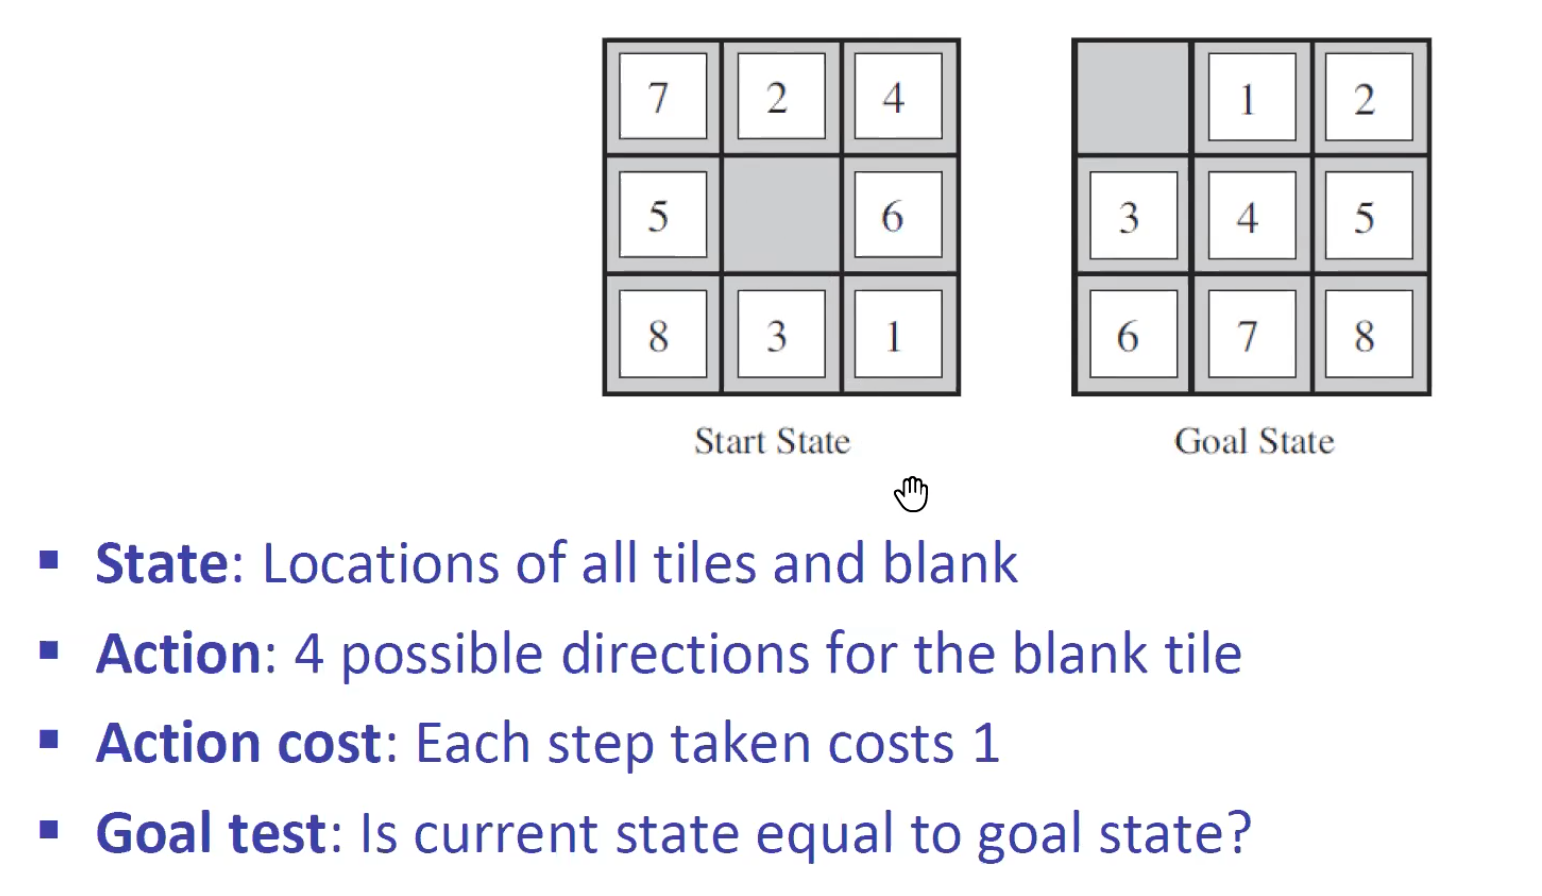 7 2 4
5 6
8 3 1
Start State
1 2
3 4 5
6 7 8
Goal State
▪ State: Locations of all tiles and blank
▪ Action: 4 possible directions for the blank tile
▪ Action cost: Each step taken costs 1
▪ Goal test: Is current state equal to goal state?